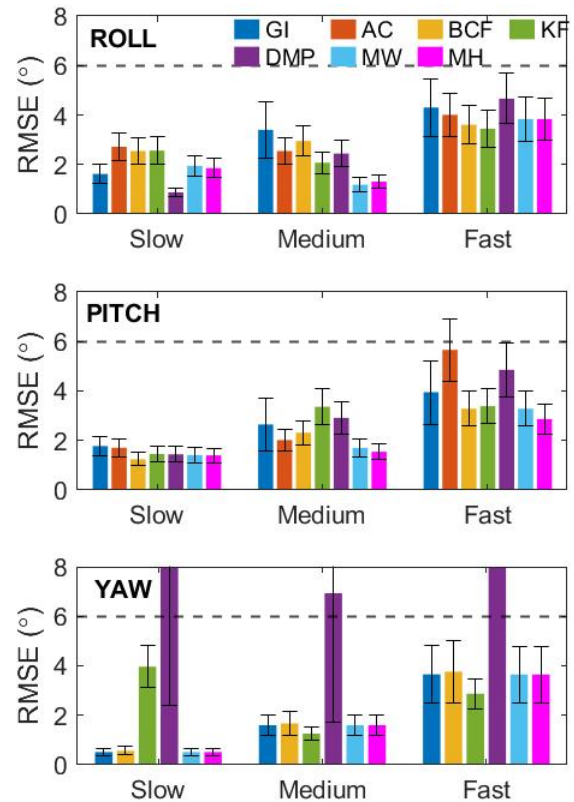 ROLL
GI AC BCF KF
DMP MW MH
8
6
4
2
0
RMSE (°)
Slow Medium Fast
PITCH
8
6
4
2
0
RMSE (°)
Slow Medium Fast
YAW
8
6
4
2
0
RMSE (°)
Slow Medium Fast